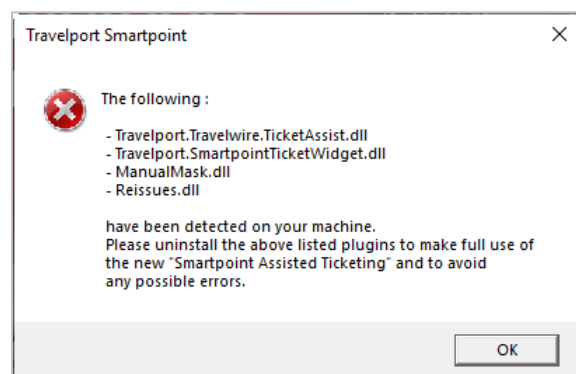 Travelport Smartpoint
The following :
- Travelport.Travelwire.TicketAssist.dll
- Travelport.SmartpointTicketWidget.dll
- ManualMask.dll
- Reissues.dll
have been detected on your machine.
Please uninstall the above listed plugins to make full use of
the new "Smartpoint Assisted Ticketing" and to avoid
any possible errors.
OK